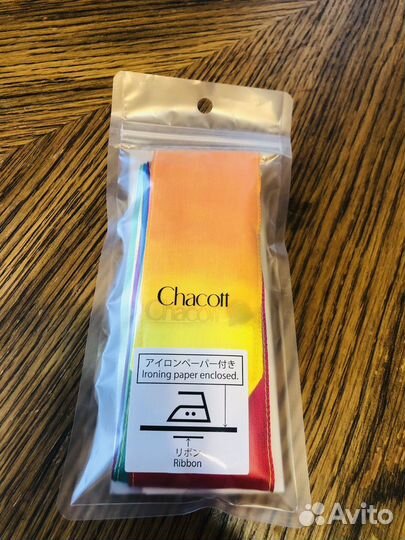 Chacott
Chacott
アイロンペーパー付き
Ironing paper enclosed.
リボン
Ribbon
Avito